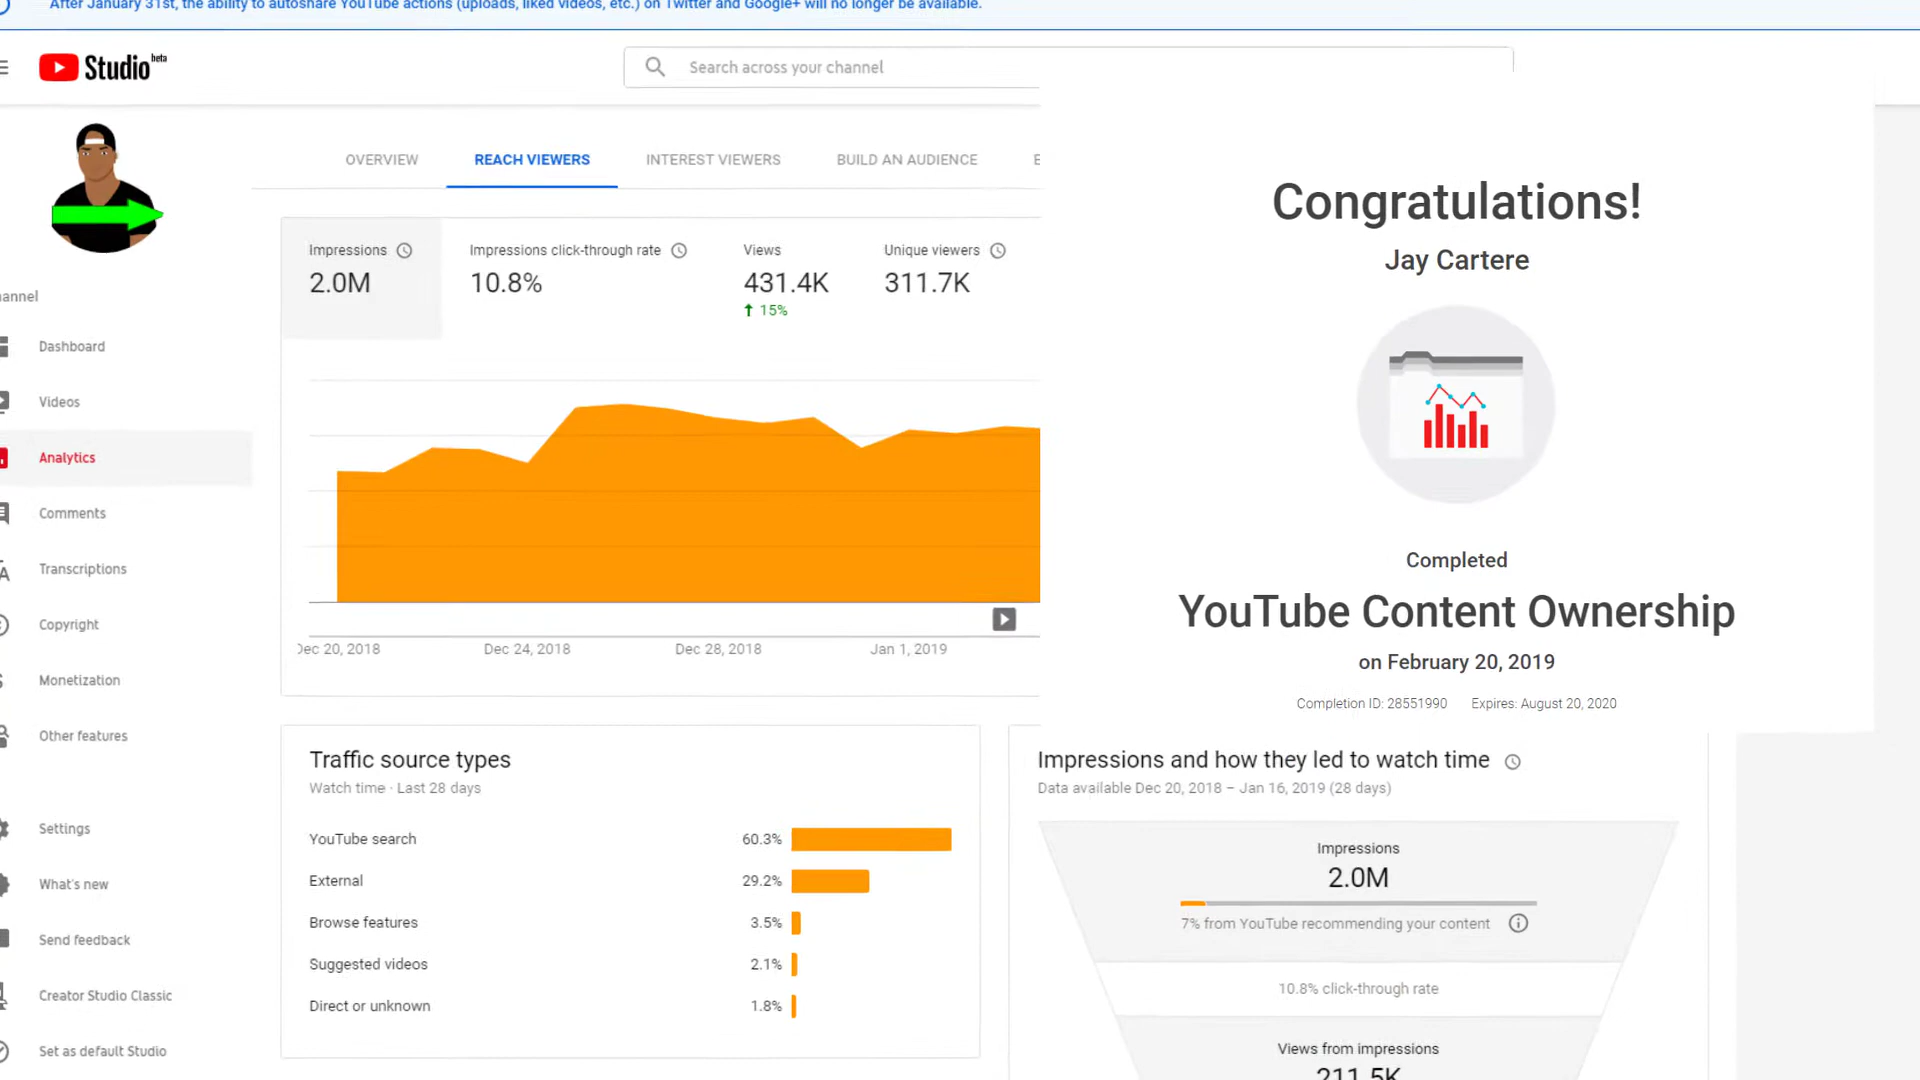 After January 31st, the ability to autoshare YouTube actions (uploads, liked videos, etc.) on Twitter and Google+ will no longer be available.
Studio beta
Search across your channel
OVERVIEW
REACH VIEWERS
INTEREST VIEWERS
BUILD AN AUDIENCE
E
Impressions
2.0M
Impressions click-through rate
10.8%
Views
431.4K
15%
Unique viewers
311.7K
Congratulations!
Jay Cartere
Completed
YouTube Content Ownership
on February 20, 2019
Completion ID: 28551990 Expires: August 20, 2020
annel
Dashboard
Videos
Analytics
Comments
Transcriptions
Copyright
Monetization
Other features
Settings
What's new
Send feedback
Creator Studio Classic
Set as default Studio
Dec 20, 2018
Dec 24, 2018
Dec 28, 2018
Jan 1, 2019
Traffic source types
Watch time · Last 28 days
YouTube search 60.3%
External 29.2%
Browse features 3.5%
Suggested videos 2.1%
Direct or unknown 1.8%
Impressions and how they led to watch time
Data available Dec 20, 2018 – Jan 16, 2019 (28 days)
Impressions
2.0M
7% from YouTube recommending your content
10.8% click-through rate
Views from impressions
211.5K